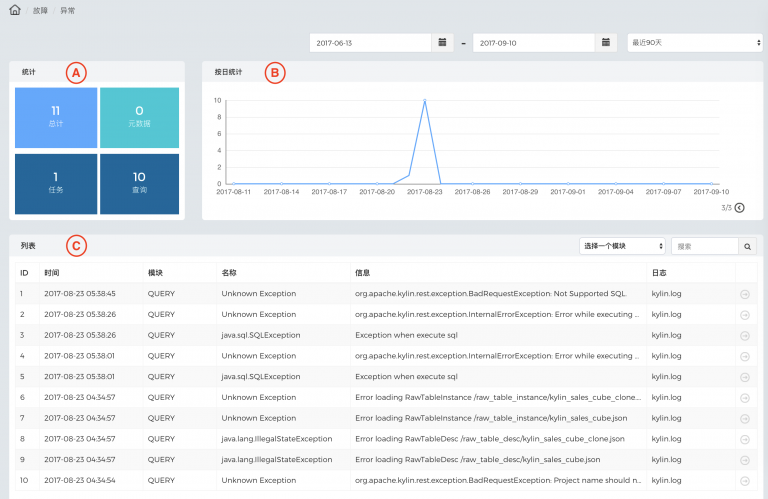 故障 / 异常
2017-06-13 - 2017-09-10 最近90天
统计 A
11 总计
0 元数据
1 任务
10 查询
按日统计 B
10
8
6
4
2
0
2017-08-11 2017-08-14 2017-08-17 2017-08-20 2017-08-23 2017-08-26 2017-08-29 2017-09-01 2017-09-04 2017-09-07 2017-09-10
3/3
列表 C 选择一个模块 搜索
ID 时间 模块 名称 信息 日志
1 2017-08-23 05:38:45 QUERY Unknown Exception org.apache.kylin.rest.exception.BadRequestException: Not Supported SQL. kylin.log
2 2017-08-23 05:38:26 QUERY Unknown Exception org.apache.kylin.rest.exception.InternalErrorException: Error while executing ... kylin.log
3 2017-08-23 05:38:26 QUERY java.sql.SQLException Exception when execute sql kylin.log
4 2017-08-23 05:38:01 QUERY Unknown Exception org.apache.kylin.rest.exception.InternalErrorException: Error while executing ... kylin.log
5 2017-08-23 05:38:01 QUERY java.sql.SQLException Exception when execute sql kylin.log
6 2017-08-23 04:34:57 QUERY Unknown Exception Error loading RawTableInstance /raw_table_instance/kylin_sales_cube_clone... kylin.log
7 2017-08-23 04:34:57 QUERY Unknown Exception Error loading RawTableInstance /raw_table_instance/kylin_sales_cube.json kylin.log
8 2017-08-23 04:34:57 QUERY java.lang.IllegalStateException Error loading RawTableDesc /raw_table_desc/kylin_sales_cube_clone.json kylin.log
9 2017-08-23 04:34:57 QUERY java.lang.IllegalStateException Error loading RawTableDesc /raw_table_desc/kylin_sales_cube.json kylin.log
10 2017-08-23 04:34:54 QUERY Unknown Exception org.apache.kylin.rest.exception.BadRequestException: Project name should n... kylin.log